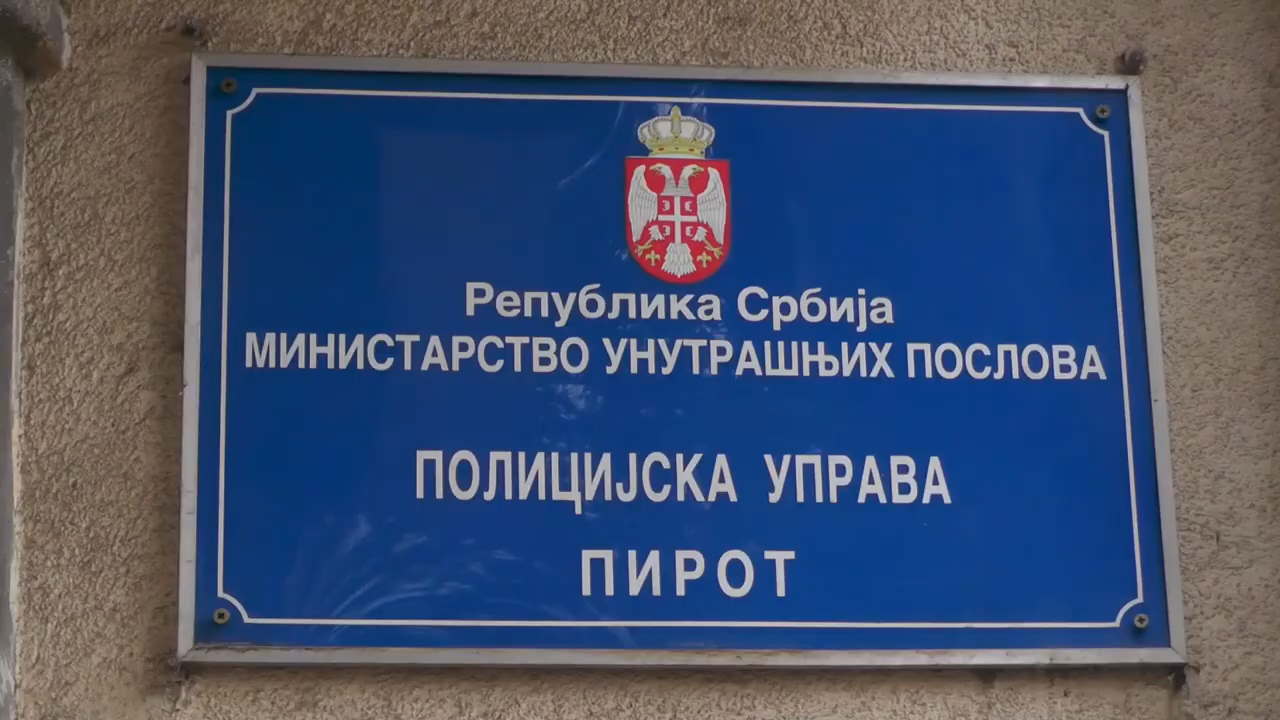 Република Србија
МИНИСТАРСТВО УНУТРАШЊИХ ПОСЛОВА
ПОЛИЦИЈСКА УПРАВА
ПИРОТ